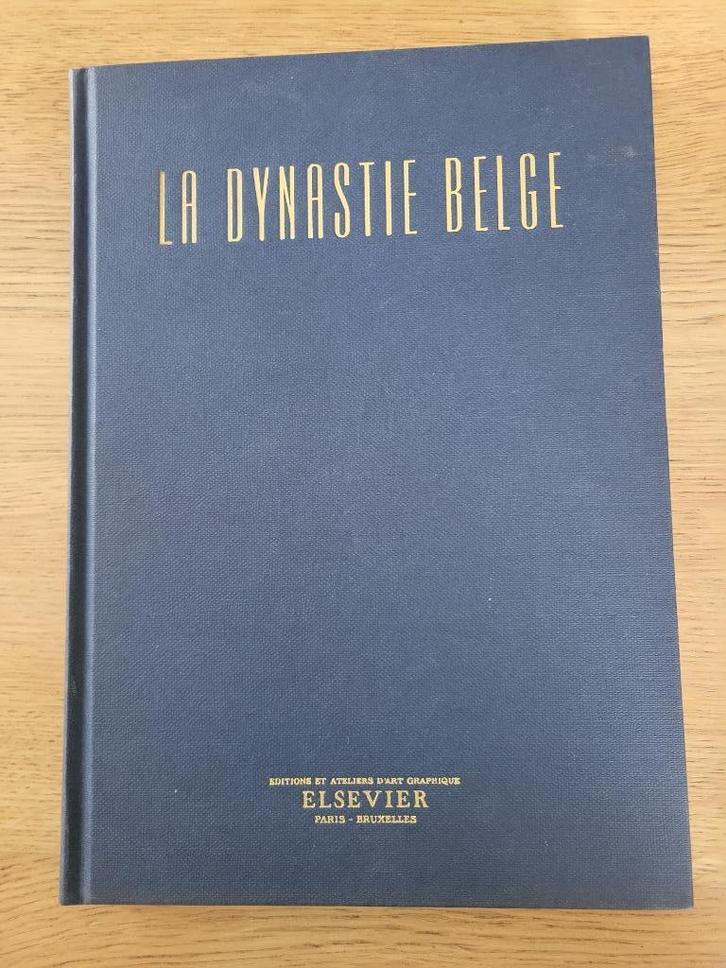 LA DYNASTIE BELGE
EDITIONS ET ATELIERS D'ART GRAPHIQUE
ELSEVIER
PARIS - BRUXELLES